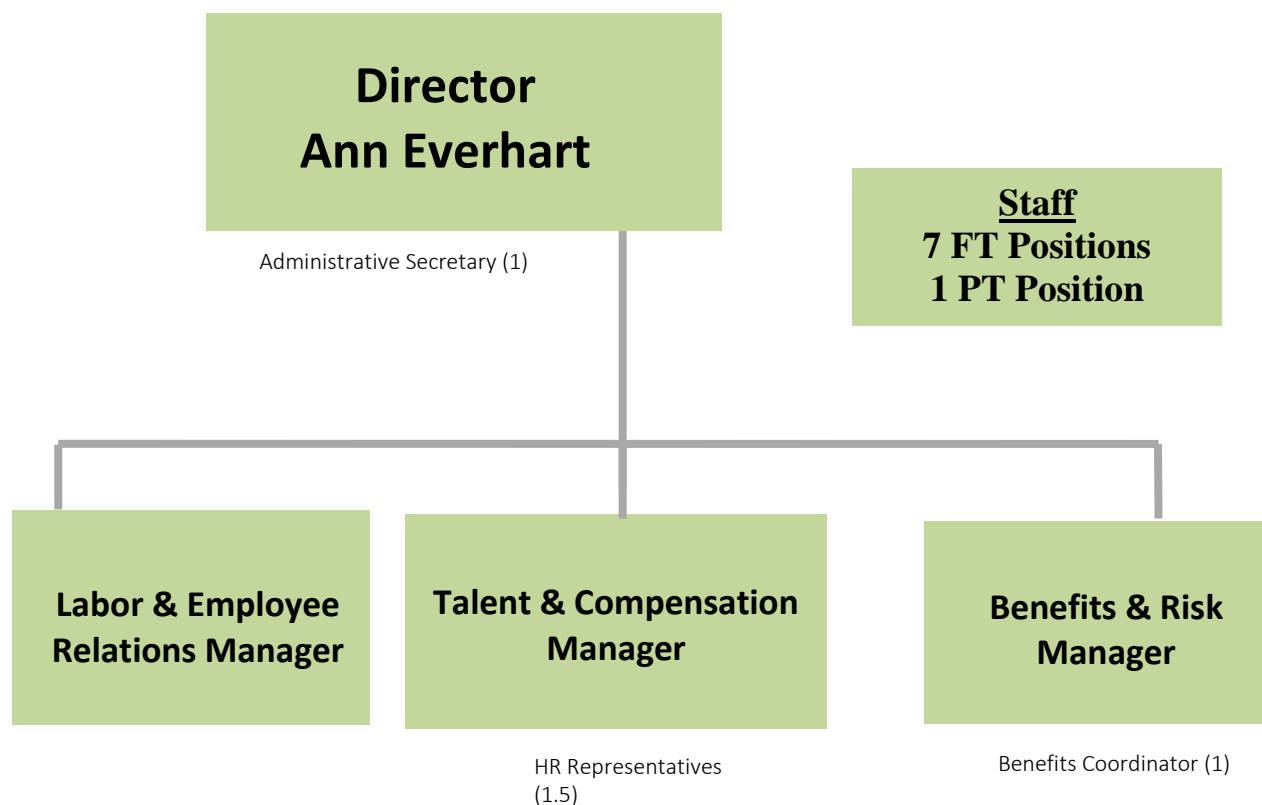 Director
Ann Everhart
Administrative Secretary (1)
Staff
7 FT Positions
1 PT Position
Labor & Employee
Relations Manager
Talent & Compensation
Manager
HR Representatives
(1.5)
Benefits & Risk
Manager
Benefits Coordinator (1)